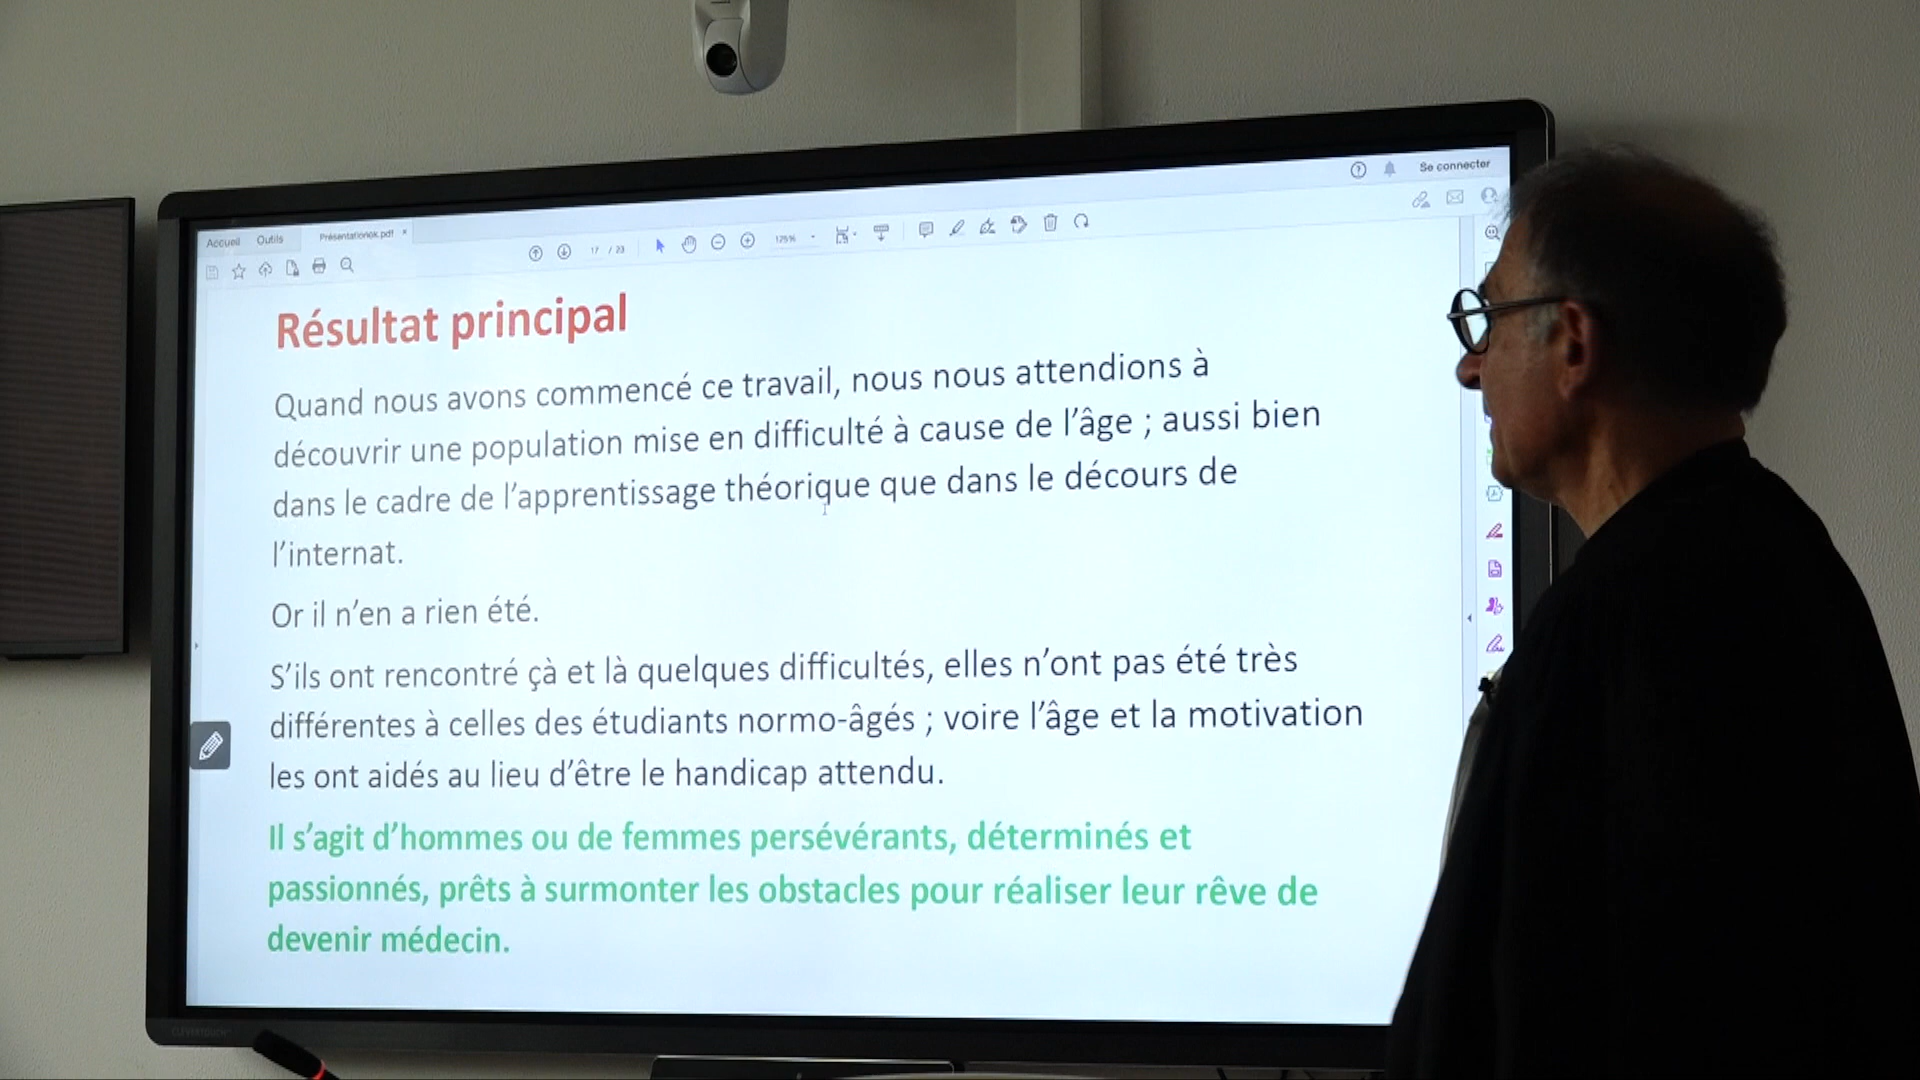 Se connecter
Accueil Outils Présentationok.pdf ×
17 / 23 125%
Résultat principal
Quand nous avons commencé ce travail, nous nous attendions à
découvrir une population mise en difficulté à cause de l'âge ; aussi bien
dans le cadre de l'apprentissage théorique que dans le décours de
l'internat.
Or il n'en a rien été.
S'ils ont rencontré çà et là quelques difficultés, elles n'ont pas été très
différentes à celles des étudiants normo-âgés ; voire l'âge et la motivation
les ont aidés au lieu d'être le handicap attendu.
Il s'agit d'hommes ou de femmes persévérants, déterminés et
passionnés, prêts à surmonter les obstacles pour réaliser leur rêve de
devenir médecin.
CLEVERTOUCH